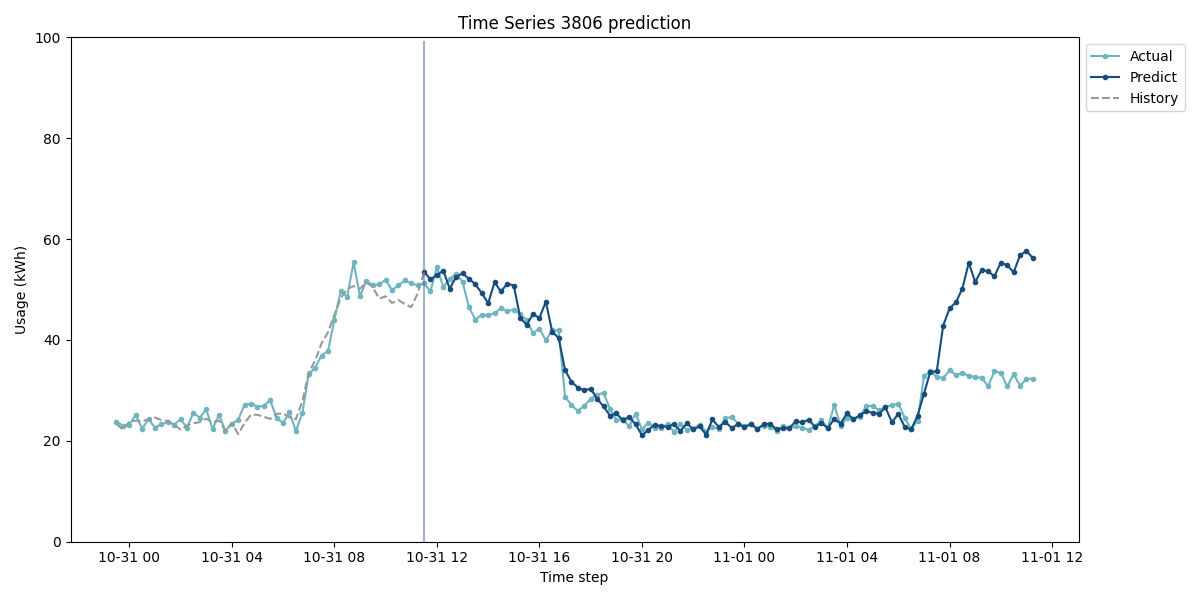 Time Series 3806 prediction
Actual
Predict
History
Usage (kWh)
100
80
60
40
20
0
10-31 00
10-31 04
10-31 08
10-31 12
10-31 16
10-31 20
11-01 00
11-01 04
11-01 08
11-01 12
Time step